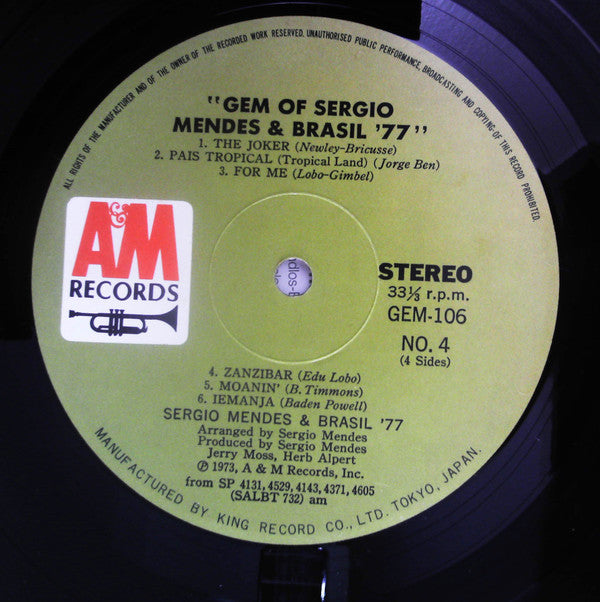 ALL RIGHTS OF THE MANUFACTURER AND OF THE OWNER OF THE RECORDED WORK RESERVED. UNAUTHORISED PUBLIC PERFORMANCE, BROADCASTING AND COPYING OF THIS RECORD PROHIBITED.
"GEM OF SERGIO
MENDES & BRASIL '77"
1. THE JOKER (Newley-Bricusse)
2. PAIS TROPICAL (Tropical Land) (Jorge Ben)
3. FOR ME (Lobo-Gimbel)
A&M
RECORDS
STEREO
33⅓ r.p.m.
GEM-106
NO. 4
(4 Sides)
4. ZANZIBAR (Edu Lobo)
5. MOANIN' (B. Timmons)
6. IEMANJA (Baden Powell)
SERGIO MENDES & BRASIL '77
Arranged by Sergio Mendes
Produced by Sergio Mendes
Jerry Moss, Herb Alpert
℗ 1973, A & M Records, Inc.
from SP 4131, 4529, 4143, 4371, 4605
(SALBT 732) am
MANUFACTURED BY KING RECORD CO., LTD. TOKYO, JAPAN.